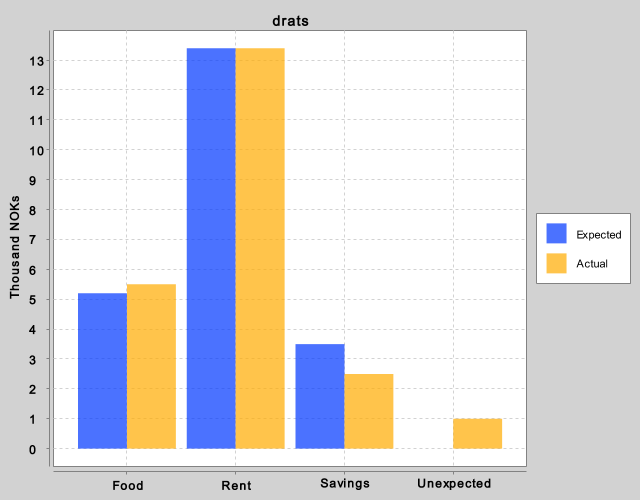 drats
Thousand NOKs
13
12
11
10
9
8
7
6
5
4
3
2
1
0
Food
Rent
Savings
Unexpected
Expected
Actual